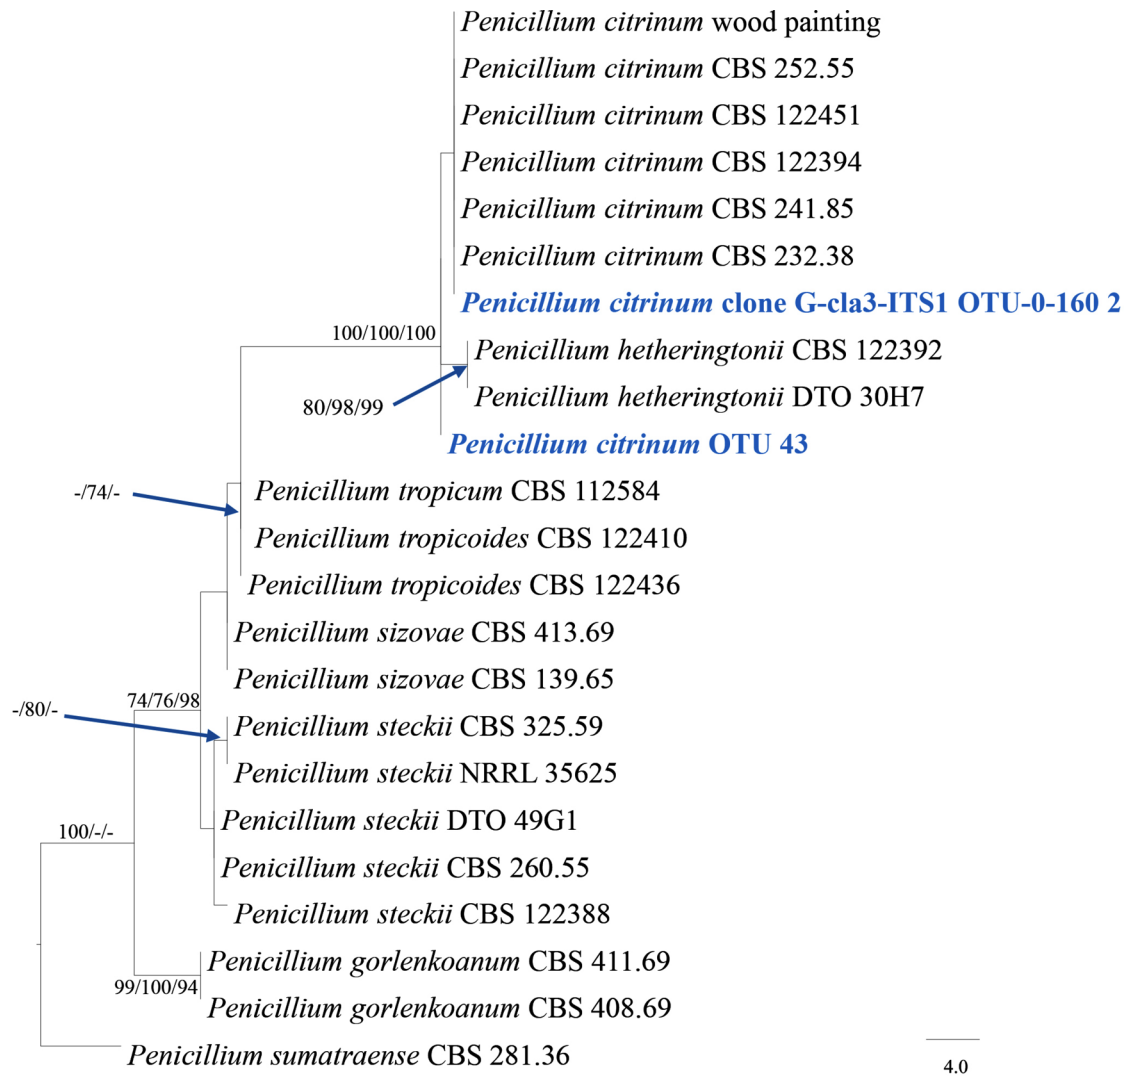 Penicillium citrinum wood painting
Penicillium citrinum CBS 252.55
Penicillium citrinum CBS 122451
Penicillium citrinum CBS 122394
Penicillium citrinum CBS 241.85
Penicillium citrinum CBS 232.38
Penicillium citrinum clone G-cla3-ITS1 OTU-0-160 2
100/100/100
Penicillium hetheringtonii CBS 122392
80/98/99
Penicillium hetheringtonii DTO 30H7
Penicillium citrinum OTU 43
-/74/-
Penicillium tropicum CBS 112584
Penicillium tropicoides CBS 122410
Penicillium tropicoides CBS 122436
Penicillium sizovae CBS 413.69
Penicillium sizovae CBS 139.65
74/76/98
-/80/-
Penicillium steckii CBS 325.59
Penicillium steckii NRRL 35625
Penicillium steckii DTO 49G1
100/-/-
Penicillium steckii CBS 260.55
Penicillium steckii CBS 122388
Penicillium gorlenkoanum CBS 411.69
99/100/94
Penicillium gorlenkoanum CBS 408.69
Penicillium sumatraense CBS 281.36
4.0